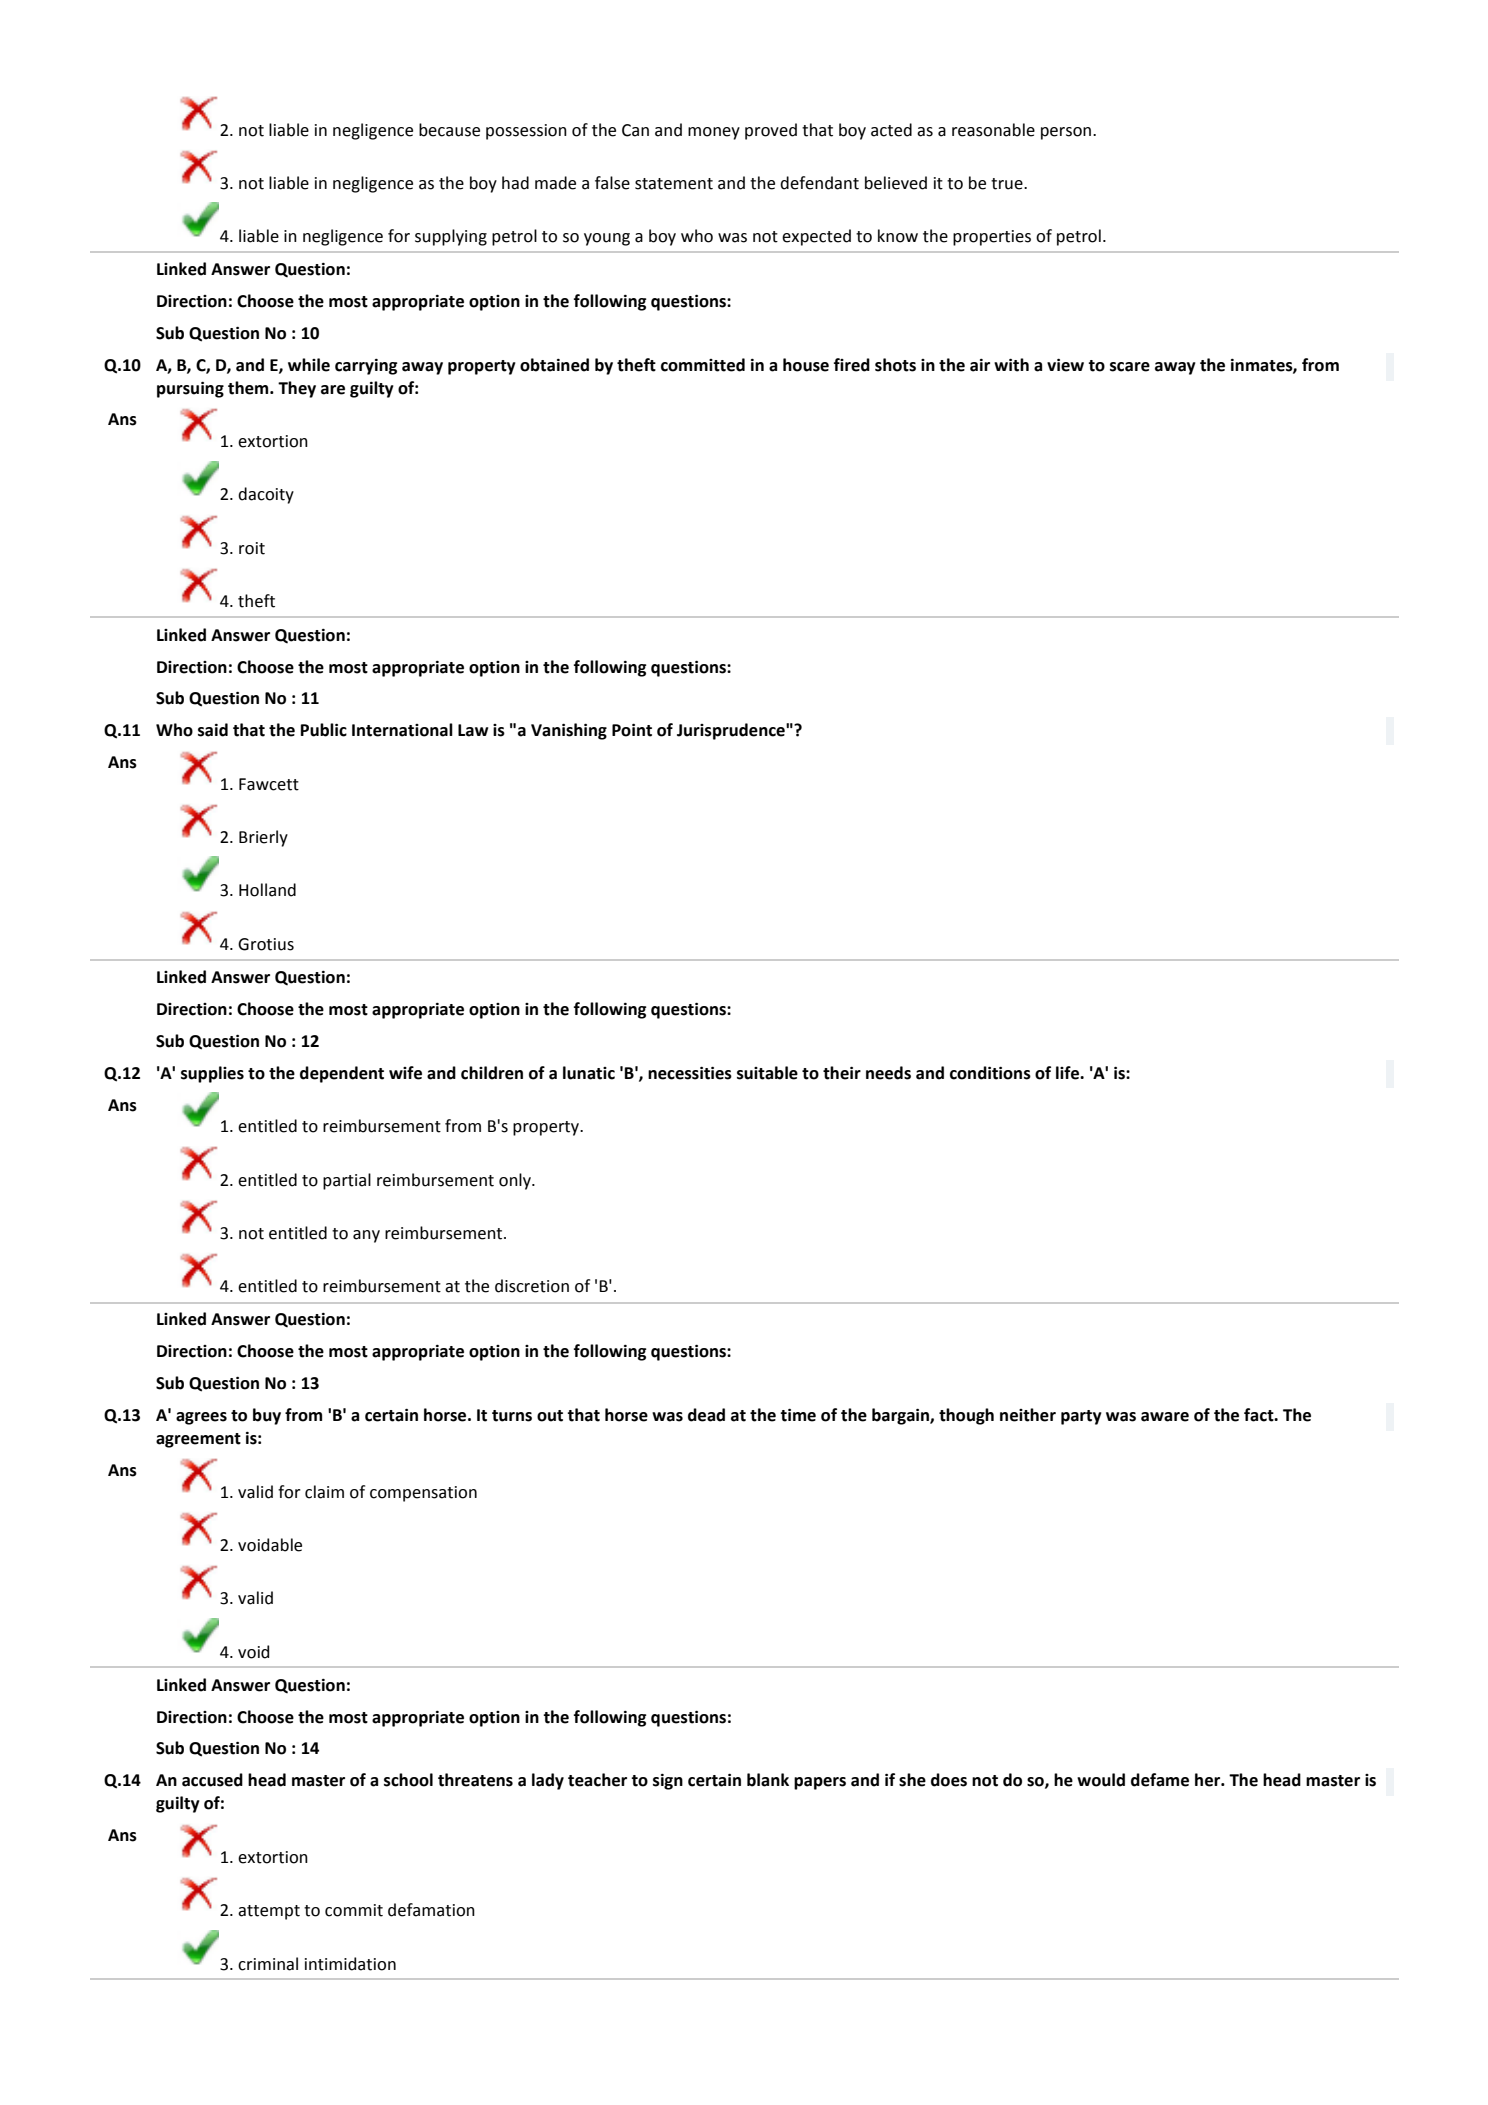 2. not liable in negligence because possession of the Can and money proved that boy acted as a reasonable person.
3. not liable in negligence as the boy had made a false statement and the defendant believed it to be true.
4. liable in negligence for supplying petrol to so young a boy who was not expected to know the properties of petrol.
Linked Answer Question:
Direction: Choose the most appropriate option in the following questions:
Sub Question No : 10
Q.10 A, B, C, D, and E, while carrying away property obtained by theft committed in a house fired shots in the air with a view to scare away the inmates, from
pursuing them. They are guilty of:
Ans
1. extortion
2. dacoity
3. roit
4. theft
Linked Answer Question:
Direction: Choose the most appropriate option in the following questions:
Sub Question No : 11
Q.11 Who said that the Public International Law is "a Vanishing Point of Jurisprudence"?
Ans
1. Fawcett
2. Brierly
3. Holland
4. Grotius
Linked Answer Question:
Direction: Choose the most appropriate option in the following questions:
Sub Question No : 12
Q.12 'A' supplies to the dependent wife and children of a lunatic 'B', necessities suitable to their needs and conditions of life. 'A' is:
Ans
1. entitled to reimbursement from B's property.
2. entitled to partial reimbursement only.
3. not entitled to any reimbursement.
4. entitled to reimbursement at the discretion of 'B'.
Linked Answer Question:
Direction: Choose the most appropriate option in the following questions:
Sub Question No : 13
Q.13 A' agrees to buy from 'B' a certain horse. It turns out that horse was dead at the time of the bargain, though neither party was aware of the fact. The
agreement is:
Ans
1. valid for claim of compensation
2. voidable
3. valid
4. void
Linked Answer Question:
Direction: Choose the most appropriate option in the following questions:
Sub Question No : 14
Q.14 An accused head master of a school threatens a lady teacher to sign certain blank papers and if she does not do so, he would defame her. The head master is
guilty of:
Ans
1. extortion
2. attempt to commit defamation
3. criminal intimidation